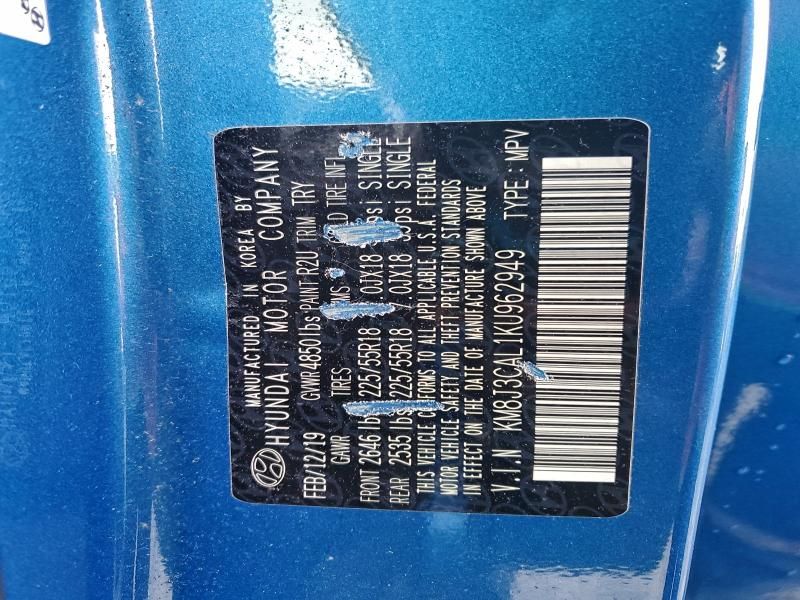 MANUFACTURED IN KOREA BY
HYUNDAI MOTOR COMPANY
FEB/12/19 GVWR 4850 lbs PAINT R2U TRIM TRY
GAWR TIRES TIRE INFL
FRONT 2646 lbs 225/55R18 .0JX18 psi SINGLE
REAR 2535 lbs 225/55R18 7.0JX18 psi SINGLE
THIS VEHICLE CONFORMS TO ALL APPLICABLE U.S.A. FEDERAL
MOTOR VEHICLE SAFETY AND THEFT PREVENTION STANDARDS
IN EFFECT ON THE DATE OF MANUFACTURE SHOWN ABOVE
V.I.N KM8J3CAL1KU962949 TYPE : MPV